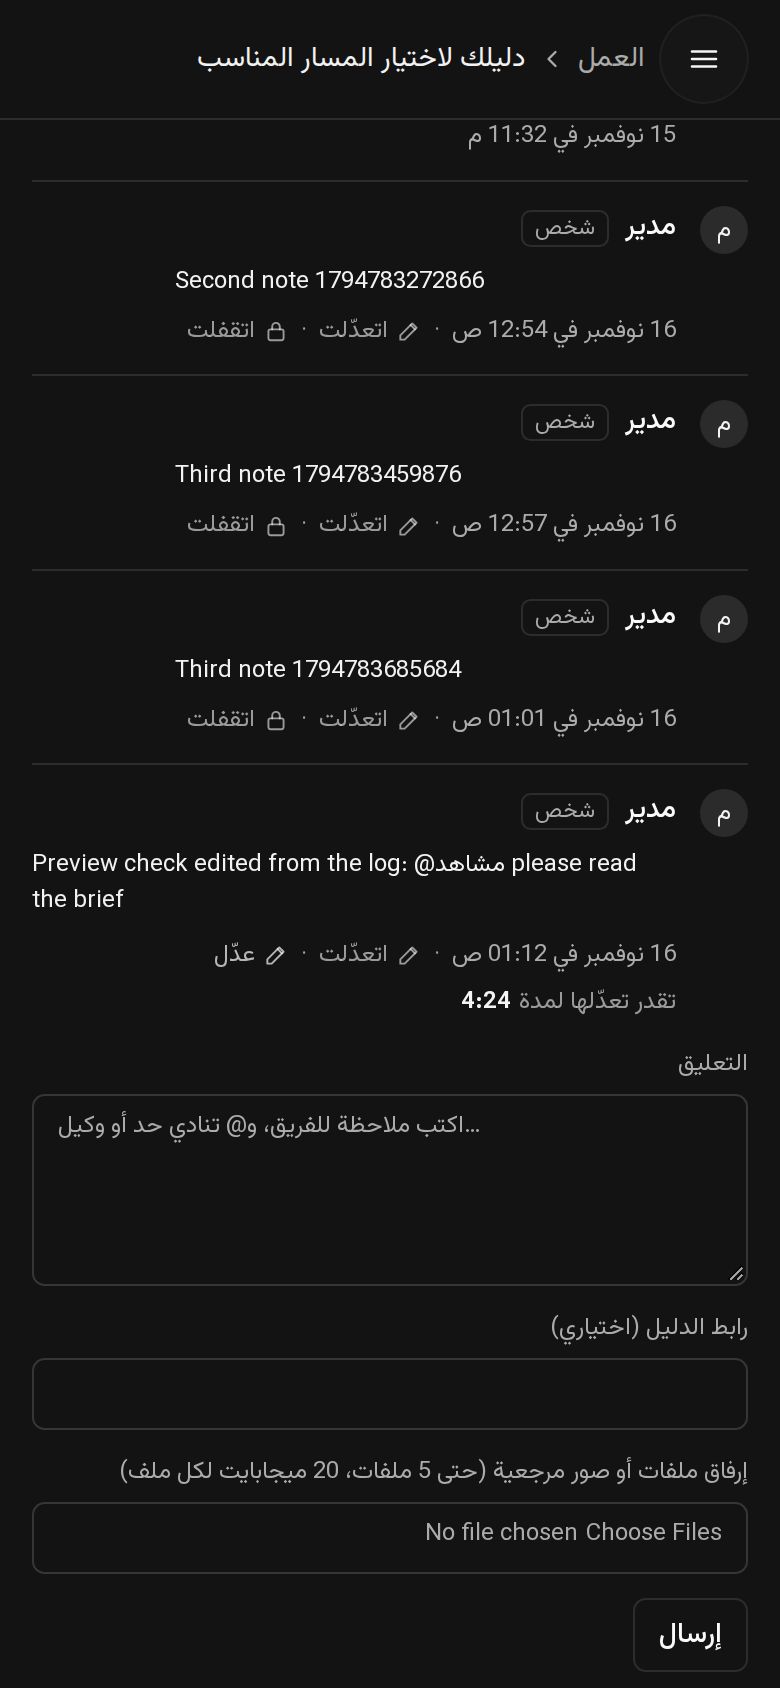 العمل › دليلك لاختيار المسار المناسب
15 نوفمبر في 11:32 م
م مدير شخص
Second note 1794783272866
16 نوفمبر في 12:54 ص · اتعدّلت · اتقفلت
م مدير شخص
Third note 1794783459876
16 نوفمبر في 12:57 ص · اتعدّلت · اتقفلت
م مدير شخص
Third note 1794783685684
16 نوفمبر في 01:01 ص · اتعدّلت · اتقفلت
م مدير شخص
Preview check edited from the log: @مشاهد please read
the brief
16 نوفمبر في 01:12 ص · اتعدّلت · عدّل
تقدر تعدّلها لمدة 4:24
التعليق
اكتب ملاحظة للفريق، و@ تنادي حد أو وكيل…
رابط الدليل (اختياري)
إرفاق ملفات أو صور مرجعية (حتى 5 ملفات، 20 ميجابايت لكل ملف)
Choose Files No file chosen
إرسال